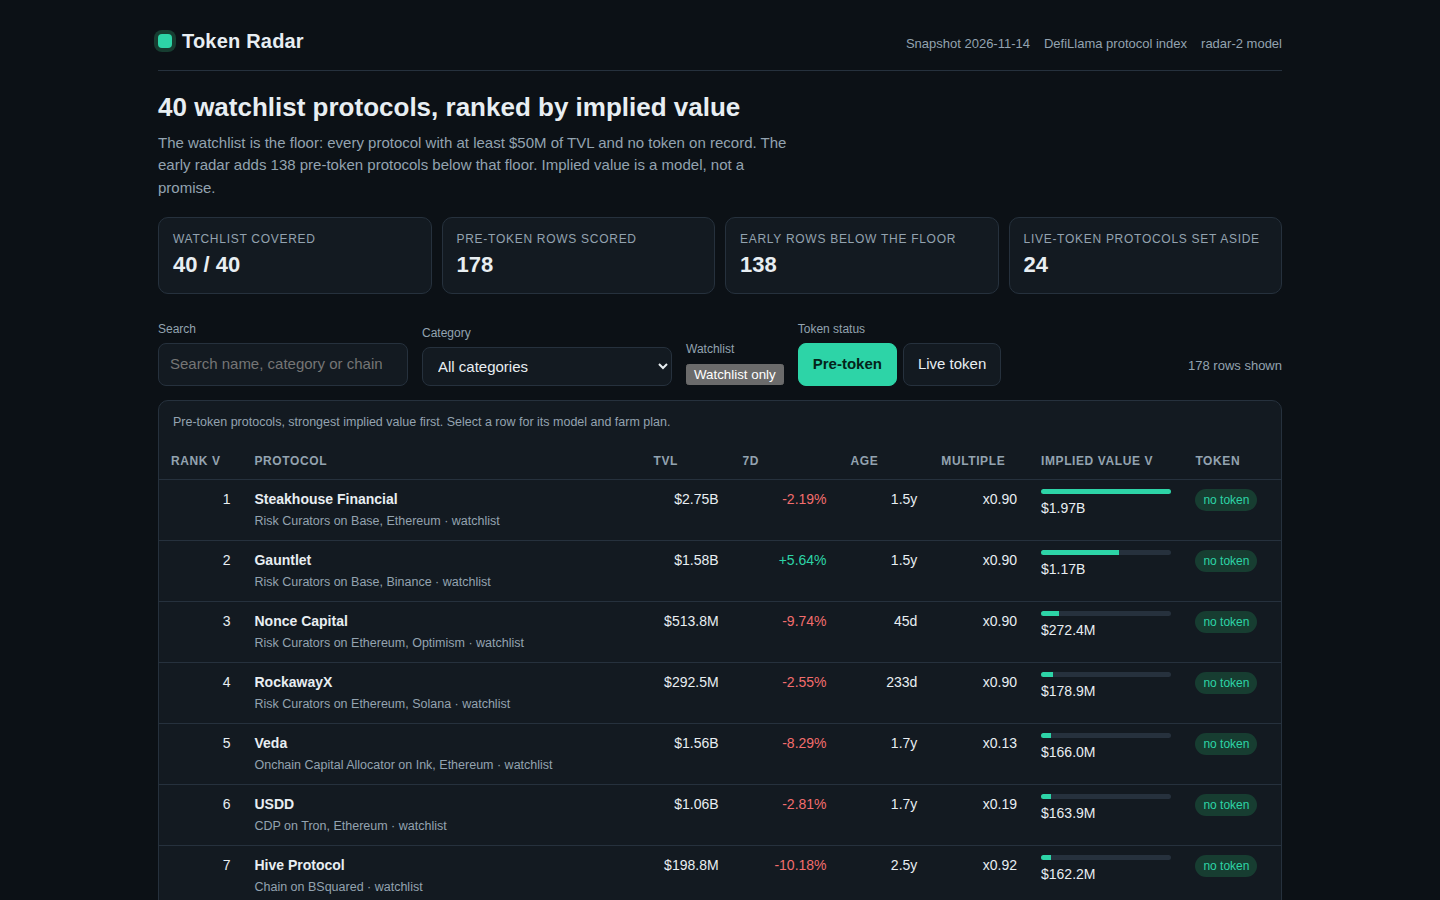 Token Radar
Snapshot 2026-11-14 DefiLlama protocol index radar-2 model
40 watchlist protocols, ranked by implied value
The watchlist is the floor: every protocol with at least $50M of TVL and no token on record. The
early radar adds 138 pre-token protocols below that floor. Implied value is a model, not a
promise.
WATCHLIST COVERED
40 / 40
PRE-TOKEN ROWS SCORED
178
EARLY ROWS BELOW THE FLOOR
138
LIVE-TOKEN PROTOCOLS SET ASIDE
24
Search
Search name, category or chain
Category
All categories
Watchlist
Watchlist only
Token status
Pre-token Live token
178 rows shown
Pre-token protocols, strongest implied value first. Select a row for its model and farm plan.
RANK V PROTOCOL TVL 7D AGE MULTIPLE IMPLIED VALUE V TOKEN
1 Steakhouse Financial $2.75B -2.19% 1.5y x0.90 $1.97B no token
Risk Curators on Base, Ethereum · watchlist
2 Gauntlet $1.58B +5.64% 1.5y x0.90 $1.17B no token
Risk Curators on Base, Binance · watchlist
3 Nonce Capital $513.8M -9.74% 45d x0.90 $272.4M no token
Risk Curators on Ethereum, Optimism · watchlist
4 RockawayX $292.5M -2.55% 233d x0.90 $178.9M no token
Risk Curators on Ethereum, Solana · watchlist
5 Veda $1.56B -8.29% 1.7y x0.13 $166.0M no token
Onchain Capital Allocator on Ink, Ethereum · watchlist
6 USDD $1.06B -2.81% 1.7y x0.19 $163.9M no token
CDP on Tron, Ethereum · watchlist
7 Hive Protocol $198.8M -10.18% 2.5y x0.92 $162.2M no token
Chain on BSquared · watchlist